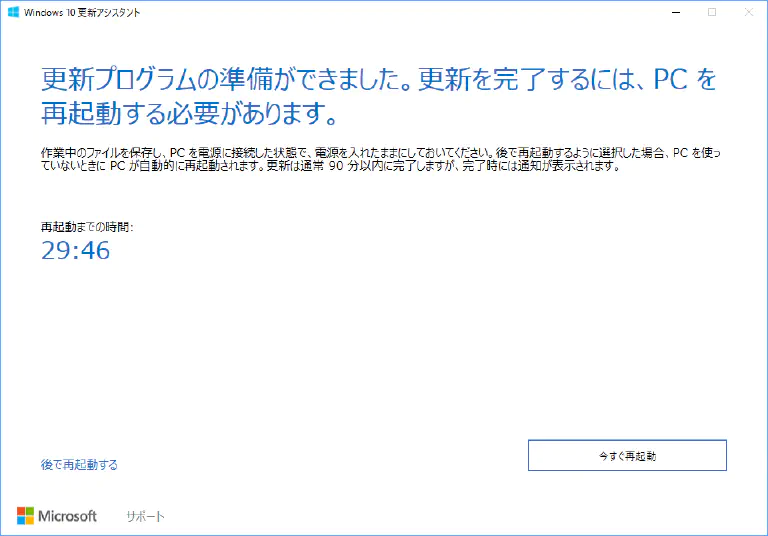 Windows 10 更新アシスタント
更新プログラムの準備ができました。更新を完了するには、PC を
再起動する必要があります。
作業中のファイルを保存し、PC を電源に接続した状態で、電源を入れたままにしておいてください。後で再起動するように選択した場合、PC を使っ
ていないときに PC が自動的に再起動されます。更新は通常 90 分以内に完了しますが、完了時には通知が表示されます。
再起動までの時間:
29:46
後で再起動する
今すぐ再起動
Microsoft
サポート